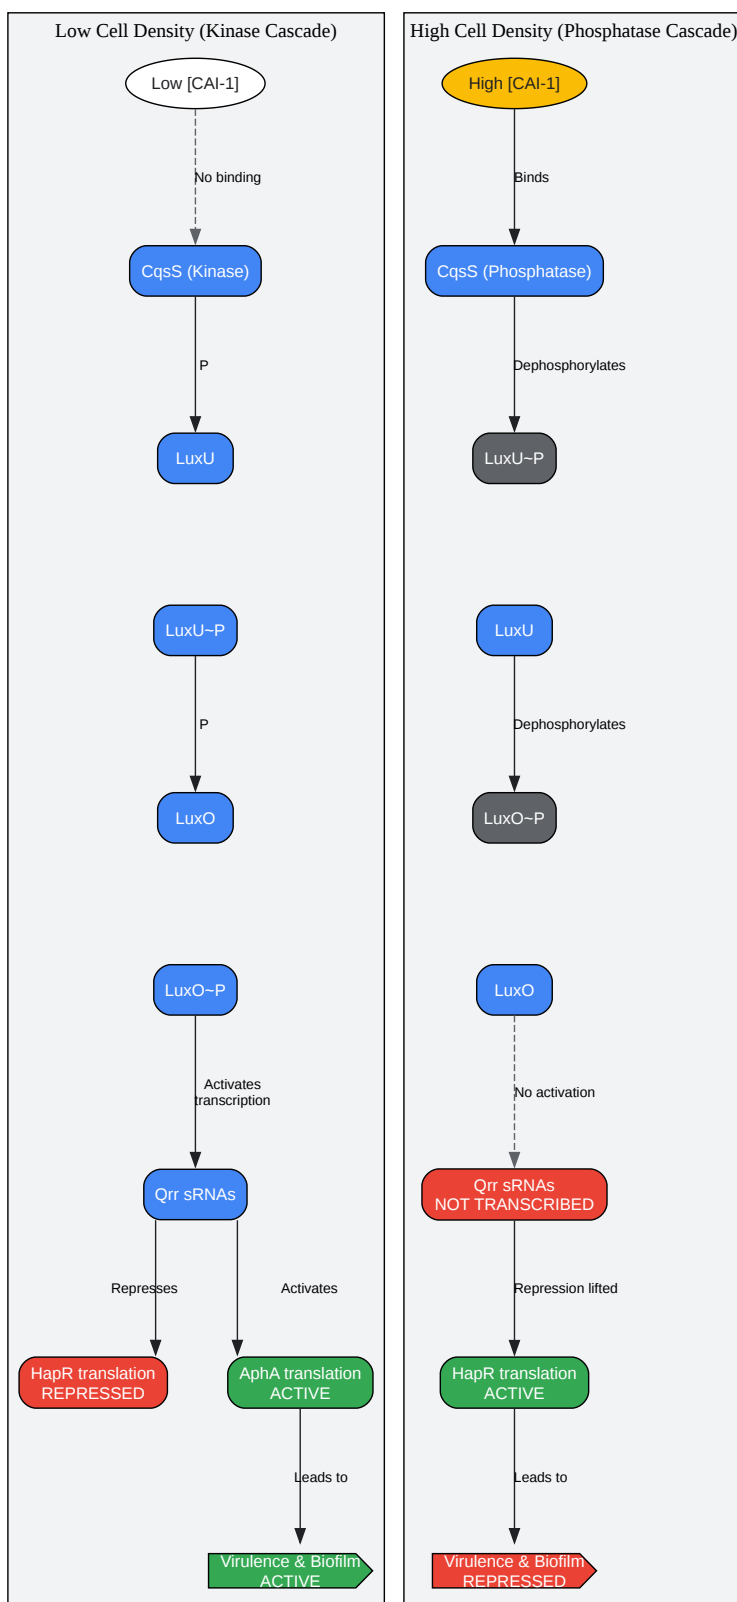 Low Cell Density (Kinase Cascade)
Low [CAI-1]
No binding
CqsS (Kinase)
P
LuxU
LuxU~P
P
LuxO
LuxO~P
Activates
transcription
Qrr sRNAs
Represses
Activates
HapR translation
REPRESSED
AphA translation
ACTIVE
Leads to
Virulence & Biofilm
ACTIVE
High Cell Density (Phosphatase Cascade)
High [CAI-1]
Binds
CqsS (Phosphatase)
Dephosphorylates
LuxU~P
LuxU
Dephosphorylates
LuxO~P
LuxO
No activation
Qrr sRNAs
NOT TRANSCRIBED
Repression lifted
HapR translation
ACTIVE
Leads to
Virulence & Biofilm
REPRESSED